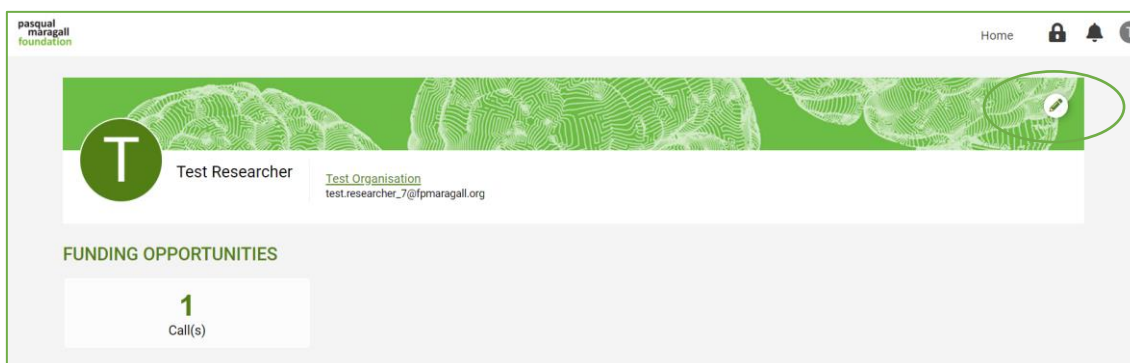 pasqual
maragall
foundation
Home
T
Test Researcher
Test Organisation
test.researcher_7@fpmaragall.org
FUNDING OPPORTUNITIES
1
Call(s)